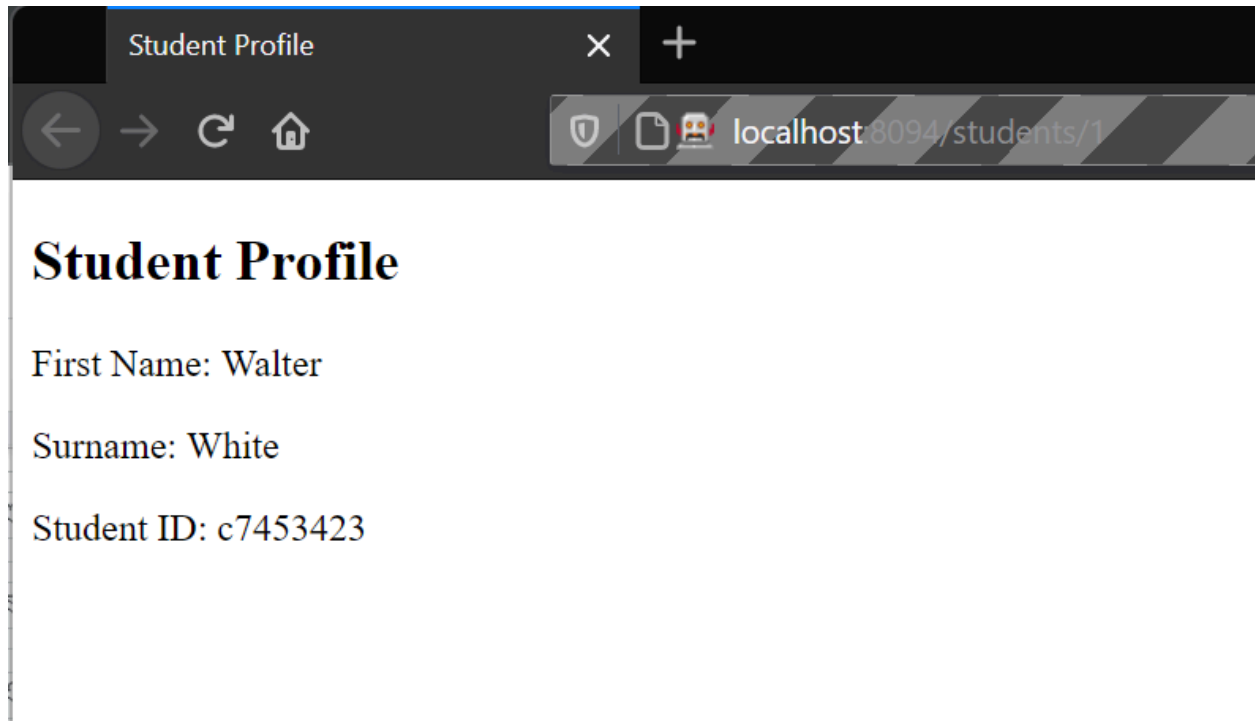 Student Profile
localhost:8094/students/1
Student Profile
First Name: Walter
Surname: White
Student ID: c7453423